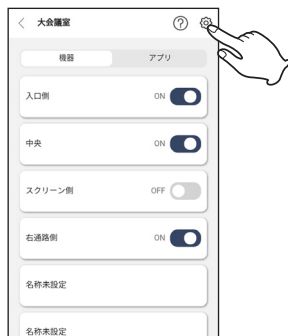 大会議室
機器 アプリ
入口側 ON
中央 ON
スクリーン側 OFF
右通路側 ON
名称未設定
名称未設定